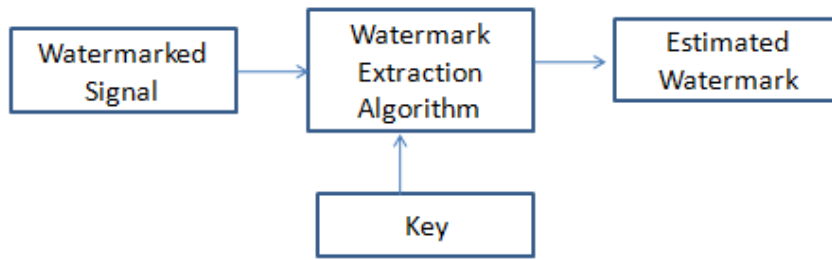 Watermarked
Signal
Watermark
Extraction
Algorithm
Estimated
Watermark
Key